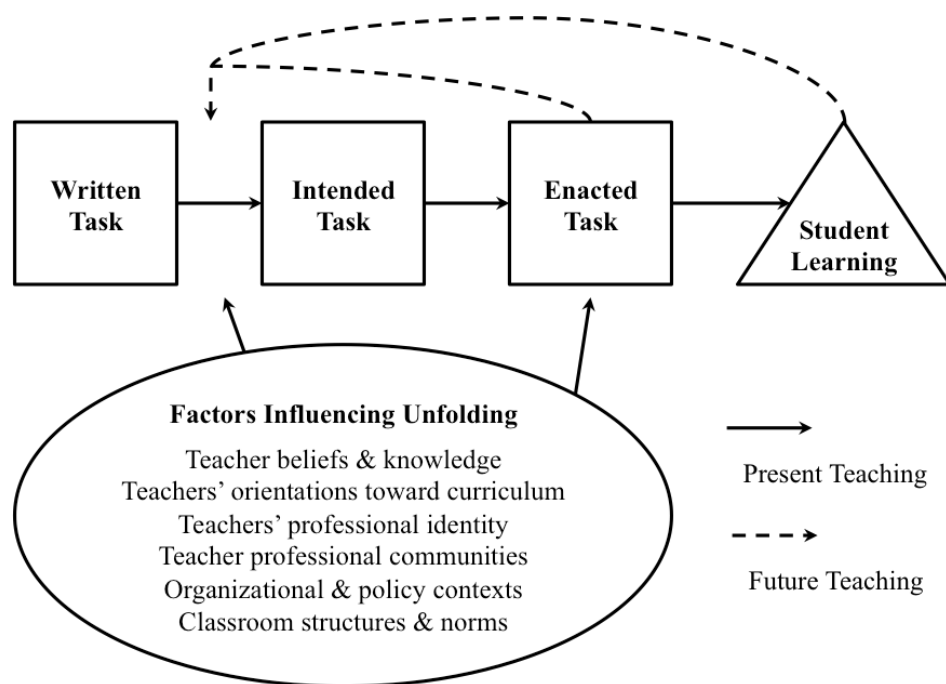 Written
Task
Intended
Task
Enacted
Task
Student
Learning
Factors Influencing Unfolding
Teacher beliefs & knowledge
Teachers' orientations toward curriculum
Teachers' professional identity
Teacher professional communities
Organizational & policy contexts
Classroom structures & norms
Present Teaching
Future Teaching